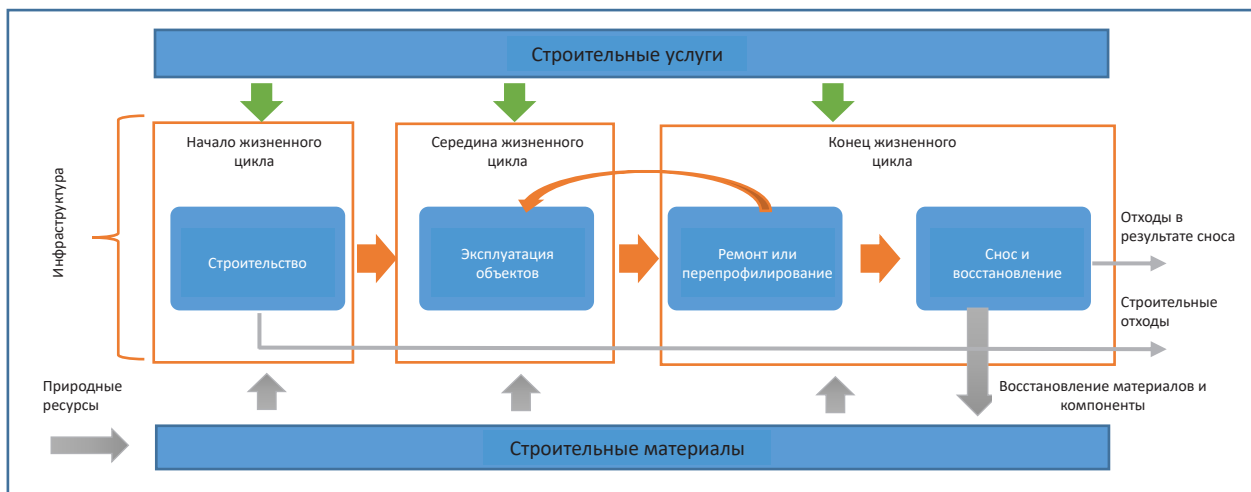 Строительные услуги
Начало жизненного
цикла
Середина жизненного
цикла
Конец жизненного
цикла
Инфраструктура
Строительство
Эксплуатация
объектов
Ремонт или
перепрофилирование
Снос и
восстановление
Отходы в
результате сноса
Строительные
отходы
Природные
ресурсы
Восстановление материалов и
компоненты
Строительные материалы